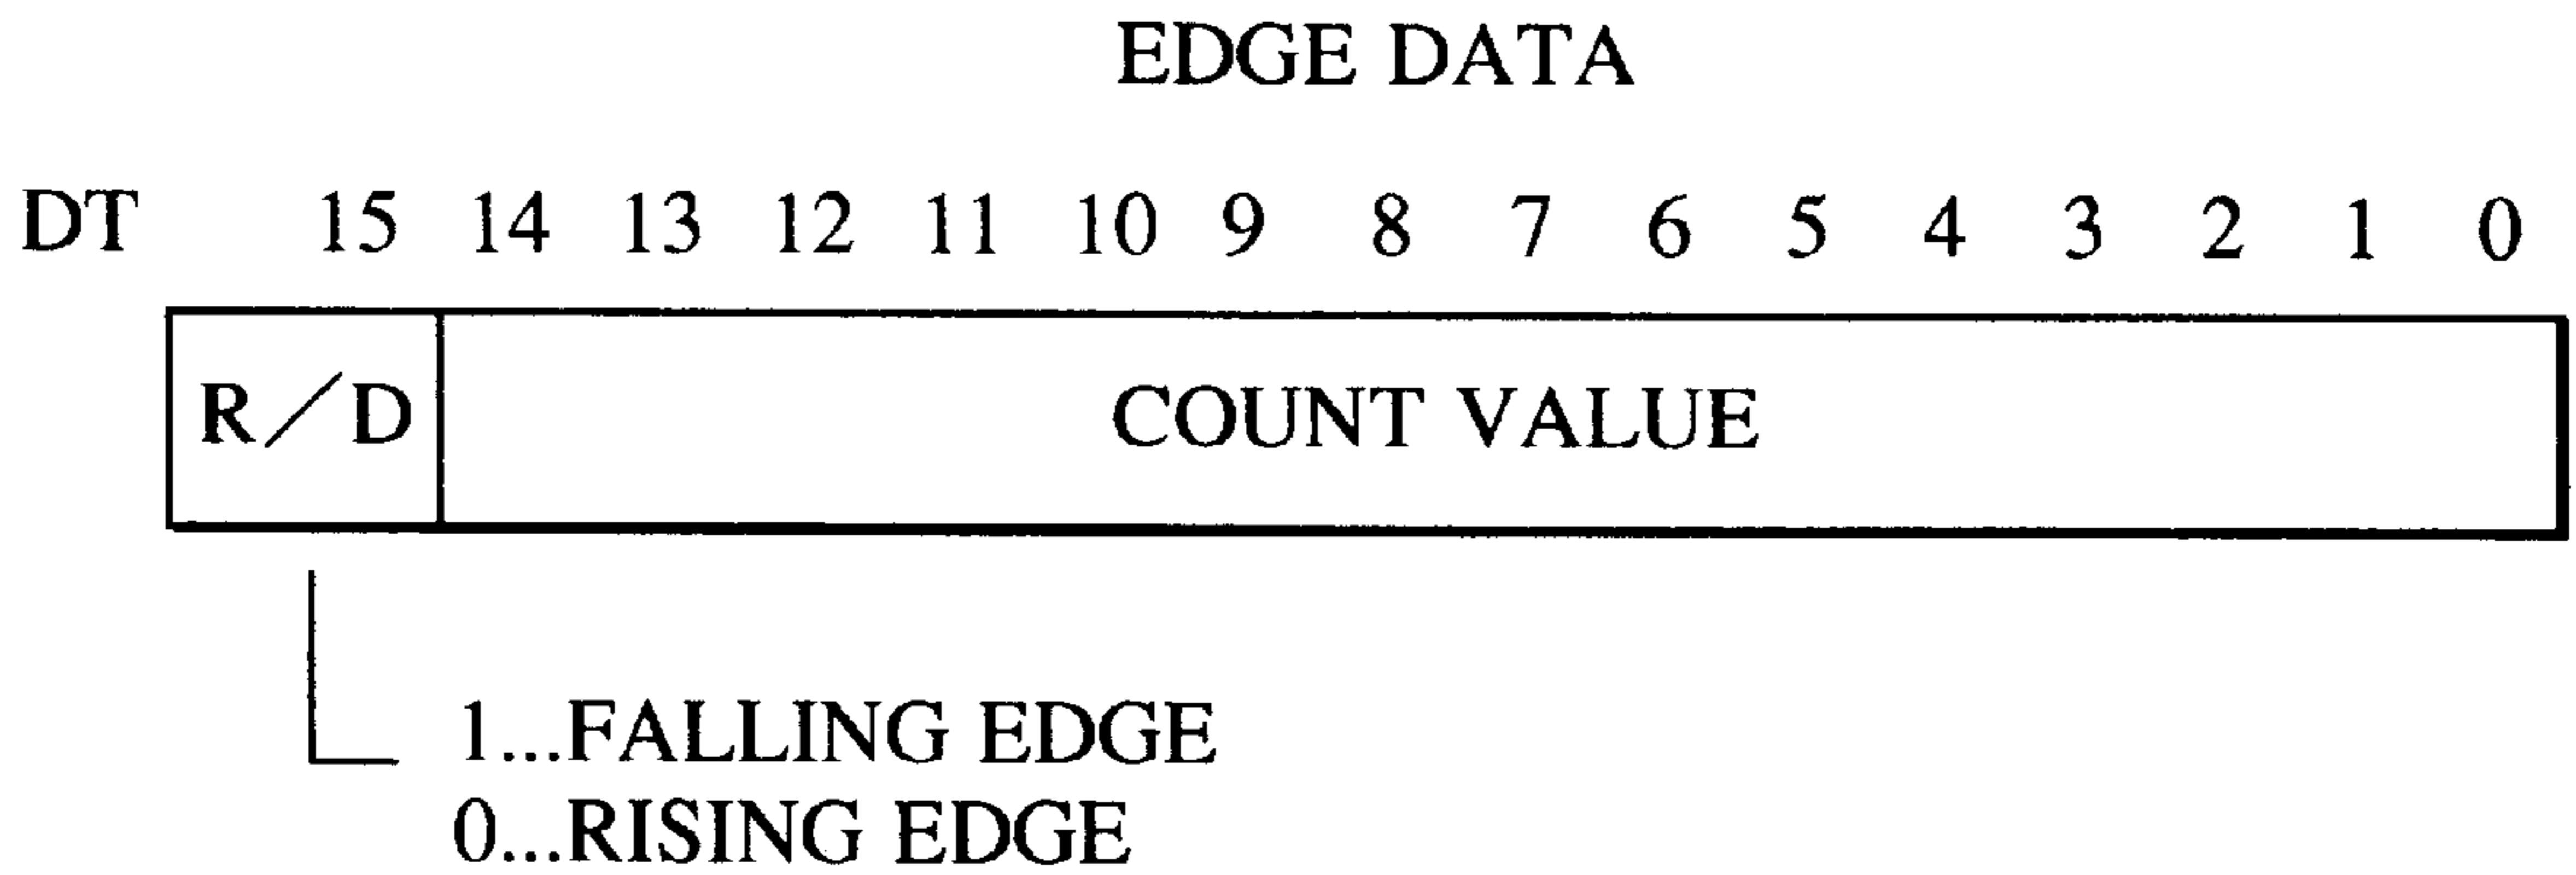 EDGE DATA
DT 15 14 13 12 11 10 9 8 7 6 5 4 3 2 1 0
R/D COUNT VALUE
1...FALLING EDGE
0...RISING EDGE